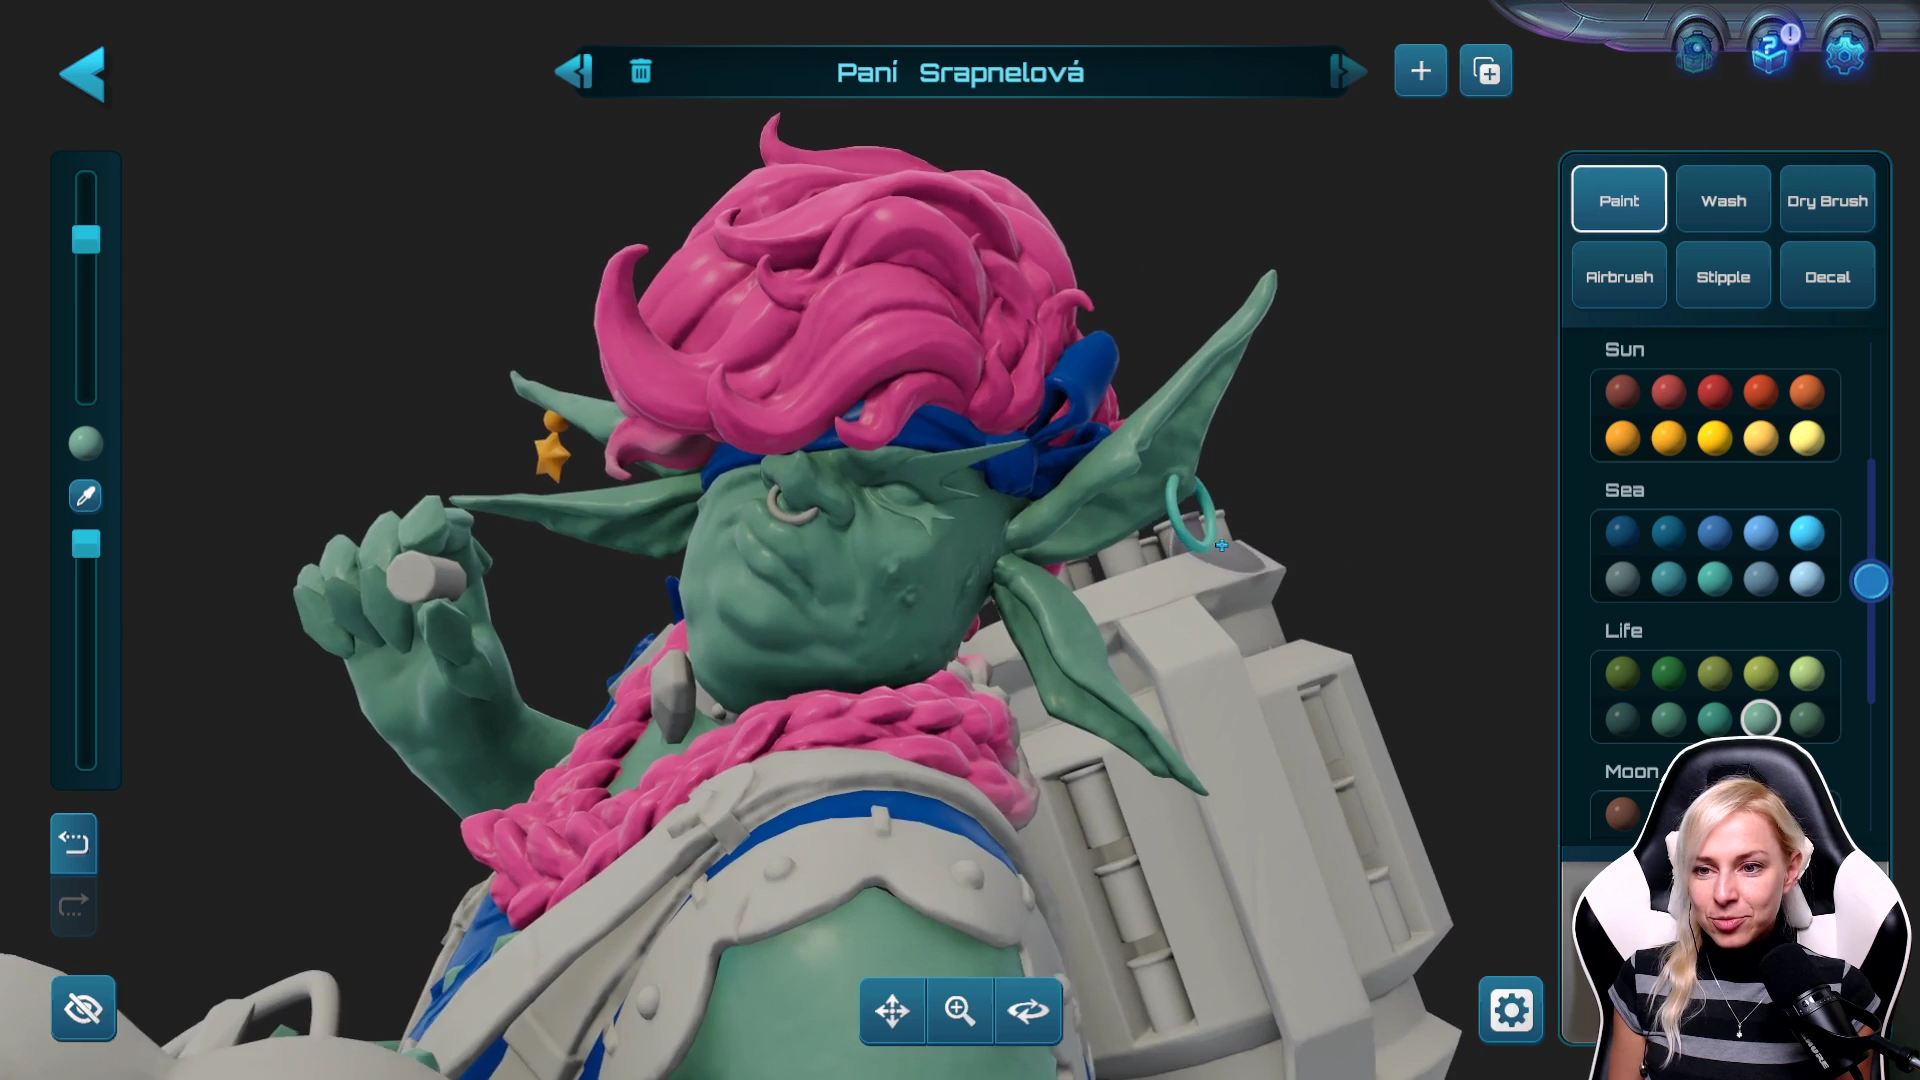 Paní Srapnelová
Paint
Wash
Dry Brush
Airbrush
Stipple
Decal
Sun
Sea
Life
Moon